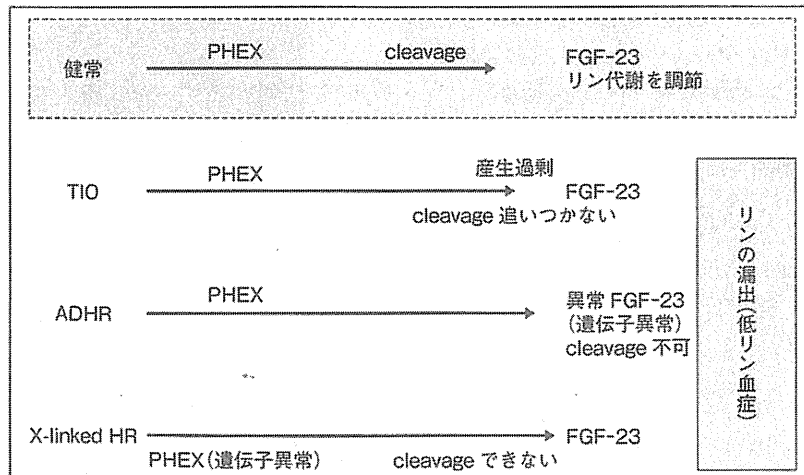 健常
PHEX
cleavage
FGF-23
リン代謝を調節
TIO
PHEX
産生過剰
cleavage 追いつかない
FGF-23
ADHR
PHEX
異常 FGF-23
(遺伝子異常)
cleavage 不可
X-linked HR
PHEX(遺伝子異常)
cleavage できない
FGF-23
リンの漏出(低リン血症)